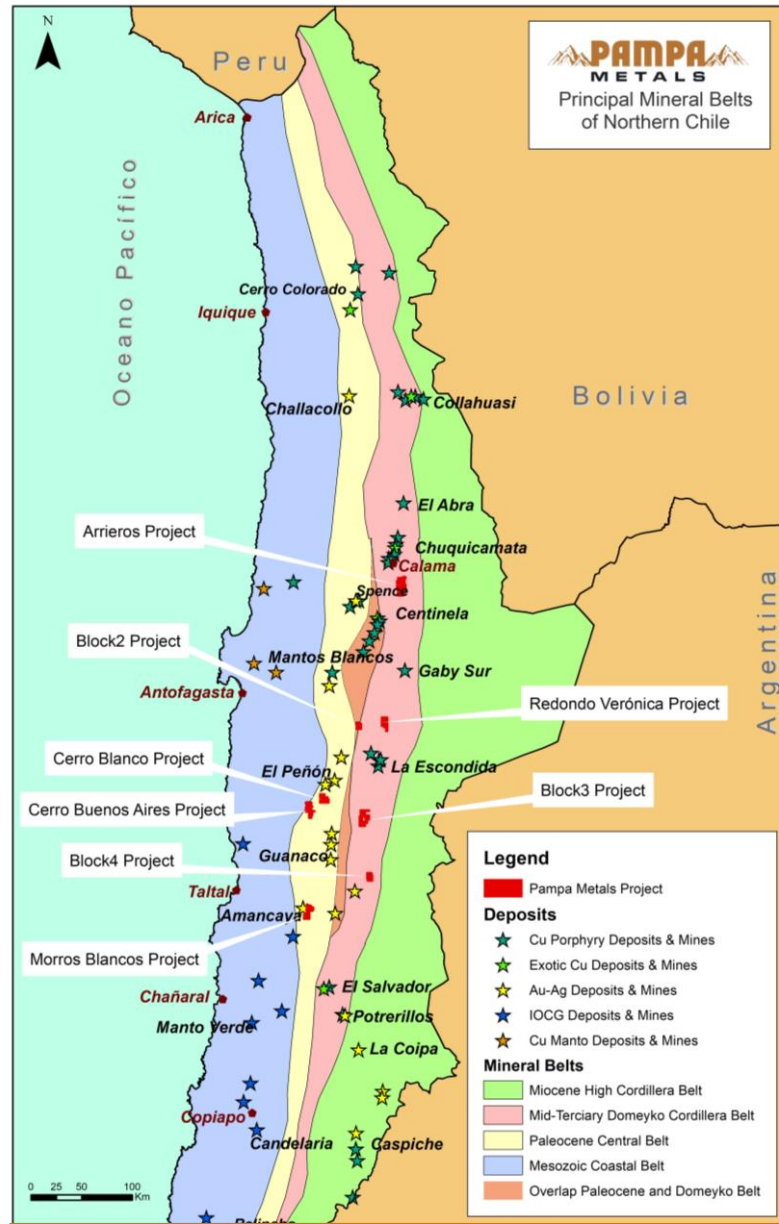 N
PAMPA
METALS
Principal Mineral Belts
of Northern Chile
Peru
Arica
Oceano Pacífico
Cerro Colorado
Iquique
Bolivia
Challacollo
Collahuasi
El Abra
Arrieros Project
Chuquicamata
Calama
Spence
Centinela
Block2 Project
Mantos Blancos
Gaby Sur
Argentina
Antofagasta
Redondo Verónica Project
Cerro Blanco Project
El Peñón
La Escondida
Cerro Buenos Aires Project
Block3 Project
Block4 Project
Guanaco
Taltal
Amancaya
Morros Blancos Project
El Salvador
Chañaral
Manto Verde
Potrerillos
La Coipa
Copiapo
Candelaria
Caspiche
0 25 50 100
Km
Legend
Pampa Metals Project
Deposits
Cu Porphyry Deposits & Mines
Exotic Cu Deposits & Mines
Au-Ag Deposits & Mines
IOCG Deposits & Mines
Cu Manto Deposits & Mines
Mineral Belts
Miocene High Cordillera Belt
Mid-Terciary Domeyko Cordillera Belt
Paleocene Central Belt
Mesozoic Coastal Belt
Overlap Paleocene and Domeyko Belt